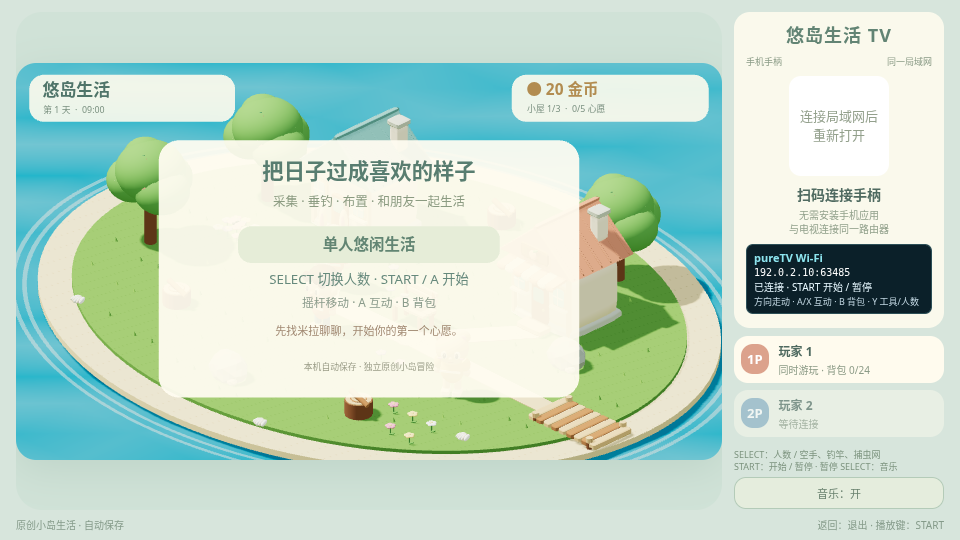 悠岛生活
第 1 天 · 09:00
20 金币
小屋 1/3 · 0/5 心愿
把日子过成喜欢的样子
采集 · 垂钓 · 布置 · 和朋友一起生活
单人悠闲生活
SELECT 切换人数 · START / A 开始
摇杆移动 · A 互动 · B 背包
先找米拉聊聊，开始你的第一个心愿。
本机自动保存 · 独立原创小岛冒险
悠岛生活 TV
手机手柄 同一局域网
连接局域网后
重新打开
扫码连接手柄
无需安装手机应用
与电视连接同一路由器
pureTV Wi-Fi
192.0.2.10:63485
已连接 · START 开始 / 暂停
方向走动 · A/X 互动 · B 背包 · Y 工具/人数
1P 玩家 1
同时游玩 · 背包 0/24
2P 玩家 2
等待连接
SELECT：人数 / 空手、钓竿、捕虫网
START：开始 / 暂停 · 暂停 SELECT：音乐
音乐：开
原创小岛生活 · 自动保存
返回：退出 · 播放键：START